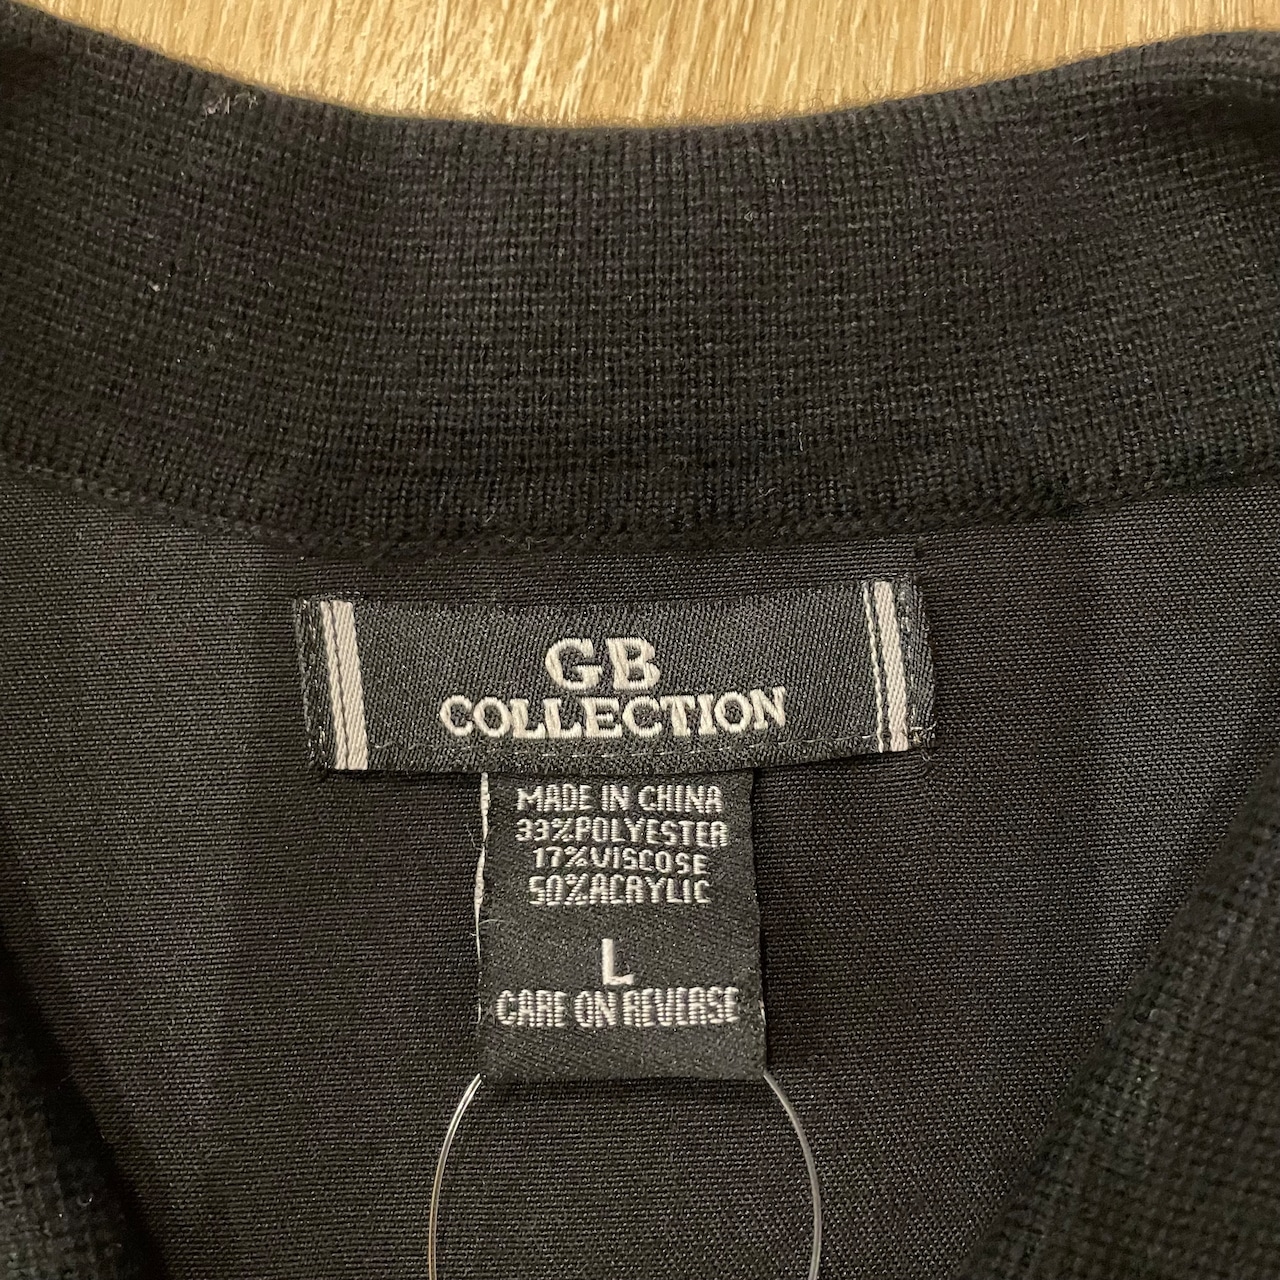 GB
COLLECTION
MADE IN CHINA
33%POLYESTER
17%VISCOSE
50%ACRYLIC
L
CARE ON REVERSE